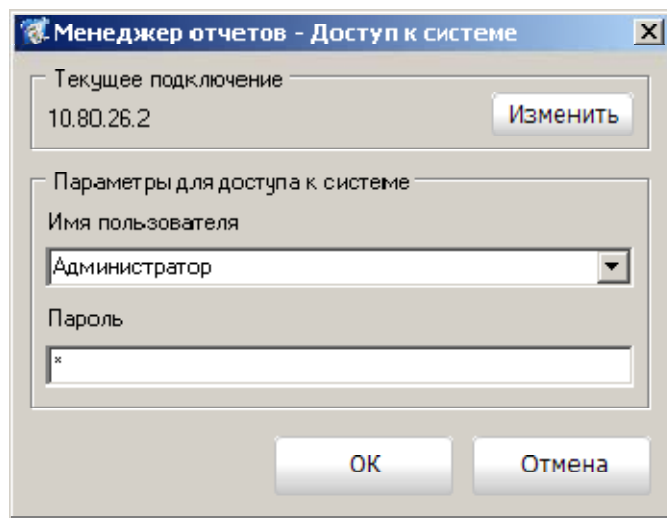 Менеджер отчетов - Доступ к системе
Текущее подключение
10.80.26.2
Изменить
Параметры для доступа к системе
Имя пользователя
Администратор
Пароль
*
OK
Отмена